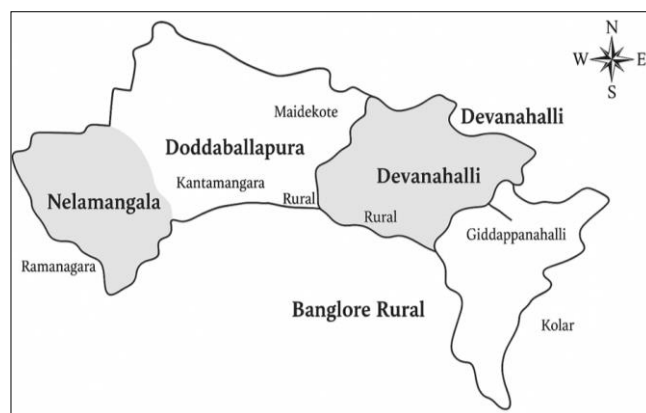 N
W E
S
Maidekote
Devanahalli
Doddaballapura
Devanahalli
Kantamangara
Nelamangala
Rural
Rural
Giddappanahalli
Ramanagara
Banglore Rural
Kolar